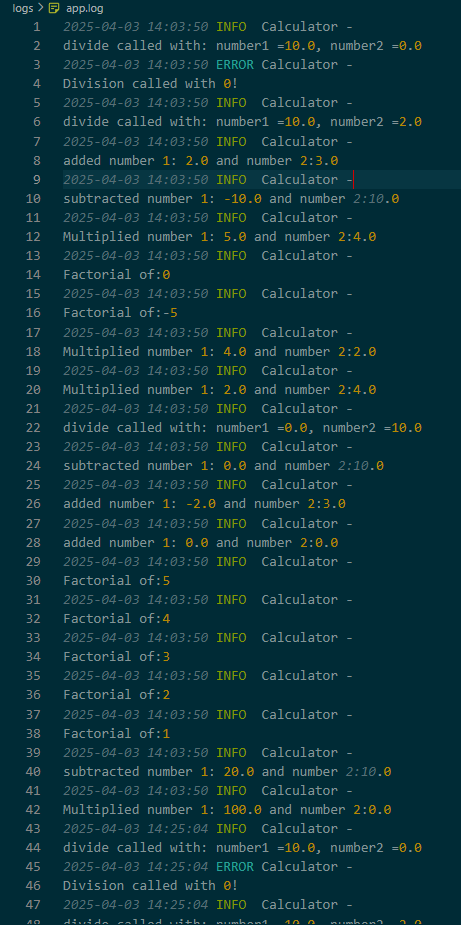 logs > app.log
1 2025-04-03 14:03:50 INFO  Calculator -
2 divide called with: number1 =10.0, number2 =0.0
3 2025-04-03 14:03:50 ERROR Calculator -
4 Division called with 0!
5 2025-04-03 14:03:50 INFO  Calculator -
6 divide called with: number1 =10.0, number2 =2.0
7 2025-04-03 14:03:50 INFO  Calculator -
8 added number 1: 2.0 and number 2:3.0
9 2025-04-03 14:03:50 INFO  Calculator -
10 subtracted number 1: -10.0 and number 2:10.0
11 2025-04-03 14:03:50 INFO  Calculator -
12 Multiplied number 1: 5.0 and number 2:4.0
13 2025-04-03 14:03:50 INFO  Calculator -
14 Factorial of:0
15 2025-04-03 14:03:50 INFO  Calculator -
16 Factorial of:-5
17 2025-04-03 14:03:50 INFO  Calculator -
18 Multiplied number 1: 4.0 and number 2:2.0
19 2025-04-03 14:03:50 INFO  Calculator -
20 Multiplied number 1: 2.0 and number 2:4.0
21 2025-04-03 14:03:50 INFO  Calculator -
22 divide called with: number1 =0.0, number2 =10.0
23 2025-04-03 14:03:50 INFO  Calculator -
24 subtracted number 1: 0.0 and number 2:10.0
25 2025-04-03 14:03:50 INFO  Calculator -
26 added number 1: -2.0 and number 2:3.0
27 2025-04-03 14:03:50 INFO  Calculator -
28 added number 1: 0.0 and number 2:0.0
29 2025-04-03 14:03:50 INFO  Calculator -
30 Factorial of:5
31 2025-04-03 14:03:50 INFO  Calculator -
32 Factorial of:4
33 2025-04-03 14:03:50 INFO  Calculator -
34 Factorial of:3
35 2025-04-03 14:03:50 INFO  Calculator -
36 Factorial of:2
37 2025-04-03 14:03:50 INFO  Calculator -
38 Factorial of:1
39 2025-04-03 14:03:50 INFO  Calculator -
40 subtracted number 1: 20.0 and number 2:10.0
41 2025-04-03 14:03:50 INFO  Calculator -
42 Multiplied number 1: 100.0 and number 2:0.0
43 2025-04-03 14:25:04 INFO  Calculator -
44 divide called with: number1 =10.0, number2 =0.0
45 2025-04-03 14:25:04 ERROR Calculator -
46 Division called with 0!
47 2025-04-03 14:25:04 INFO  Calculator -
48 divide called with: number1 =10.0, number2 =2.0